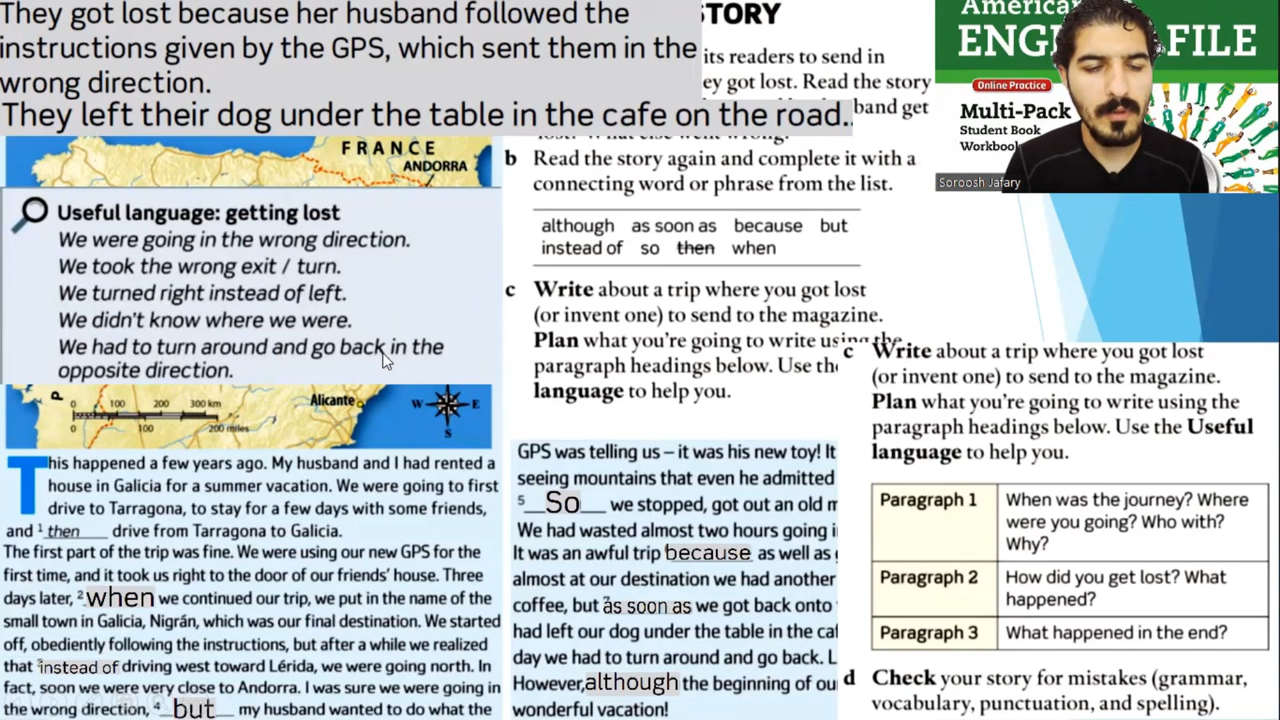 They got lost because her husband followed the
instructions given by the GPS, which sent them in the
wrong direction.
They left their dog under the table in the cafe on the road..
FRANCE
ANDORRA
Useful language: getting lost
We were going in the wrong direction.
We took the wrong exit / turn.
We turned right instead of left.
We didn't know where we were.
We had to turn around and go back in the
opposite direction.
P
0 100 200 300 km
0 100 200 miles
Alicante
N
W E
S
This happened a few years ago. My husband and I had rented a
house in Galicia for a summer vacation. We were going to first
drive to Tarragona, to stay for a few days with some friends,
and 1 then drive from Tarragona to Galicia.
The first part of the trip was fine. We were using our new GPS for the
first time, and it took us right to the door of our friends' house. Three
days later, 2 when we continued our trip, we put in the name of the
small town in Galicia, Nigrán, which was our final destination. We started
off, obediently following the instructions, but after a while we realized
that 3 instead of driving west toward Lérida, we were going north. In
fact, soon we were very close to Andorra. I was sure we were going in
the wrong direction, 4 but my husband wanted to do what the
STORY
its readers to send in
ey got lost. Read the story
band get
lost? What else went wrong?
b Read the story again and complete it with a
connecting word or phrase from the list.
although as soon as because but
instead of so then when
c Write about a trip where you got lost
(or invent one) to send to the magazine.
Plan what you're going to write using the
paragraph headings below. Use the
language to help you.
GPS was telling us – it was his new toy! It
seeing mountains that even he admitted
5 So we stopped, got out an old m
We had wasted almost two hours going i
It was an awful trip because as well as
almost at our destination we had another
coffee, but as soon as we got back onto
had left our dog under the table in the caf
day we had to turn around and go back. L
However, although the beginning of our
wonderful vacation!
America
ENG FILE
Online Practice
Multi-Pack
Student Book
Workbook
Soroosh Jafary
c Write about a trip where you got lost
(or invent one) to send to the magazine.
Plan what you're going to write using the
paragraph headings below. Use the Useful
language to help you.
Paragraph 1 When was the journey? Where
were you going? Who with?
Why?
Paragraph 2 How did you get lost? What
happened?
Paragraph 3 What happened in the end?
d Check your story for mistakes (grammar,
vocabulary, punctuation, and spelling).